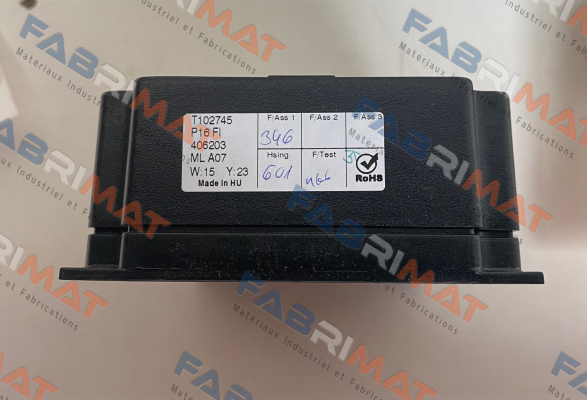 T102745
P16 FI
406203
ML A07
W:15 Y:23
Made in HU
F/Ass 1
F/Ass 2
F/Ass 3
346
Hsing.
F/Test
601
466
RoHS
FABRIMAT
Materiaux Industriel et Fabrications